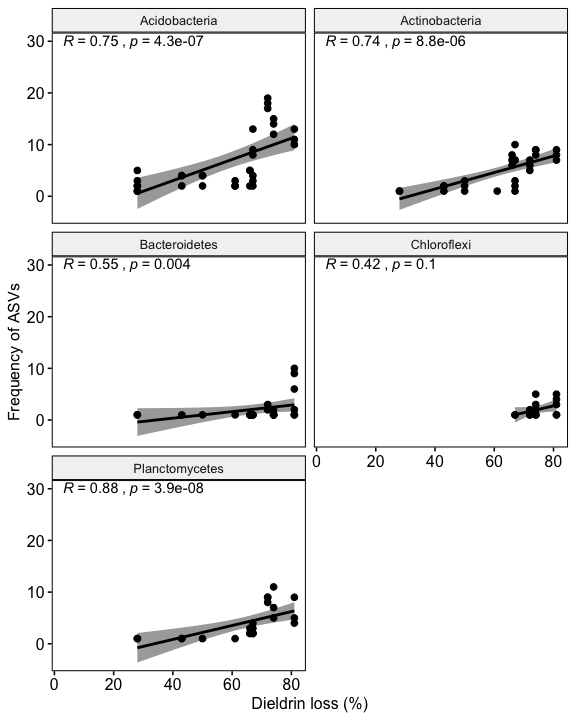 Acidobacteria
Actinobacteria
R = 0.75 , p = 4.3e-07
R = 0.74 , p = 8.8e-06
30
20
10
0
Bacteroidetes
Chloroflexi
R = 0.55 , p = 0.004
R = 0.42 , p = 0.1
30
20
10
0
Frequency of ASVs
0 20 40 60 80
Planctomycetes
R = 0.88 , p = 3.9e-08
30
20
10
0
0 20 40 60 80
Dieldrin loss (%)